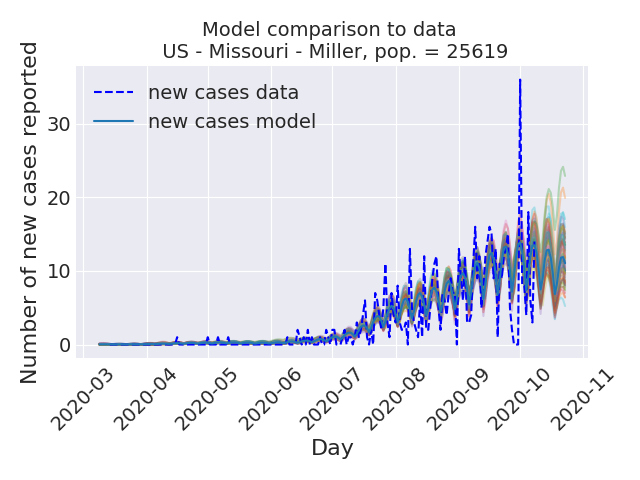 Model comparison to data
US - Missouri - Miller, pop. = 25619
new cases data
new cases model
Number of new cases reported
30
20
10
0
2020-03
2020-04
2020-05
2020-06
2020-07
2020-08
2020-09
2020-10
2020-11
Day